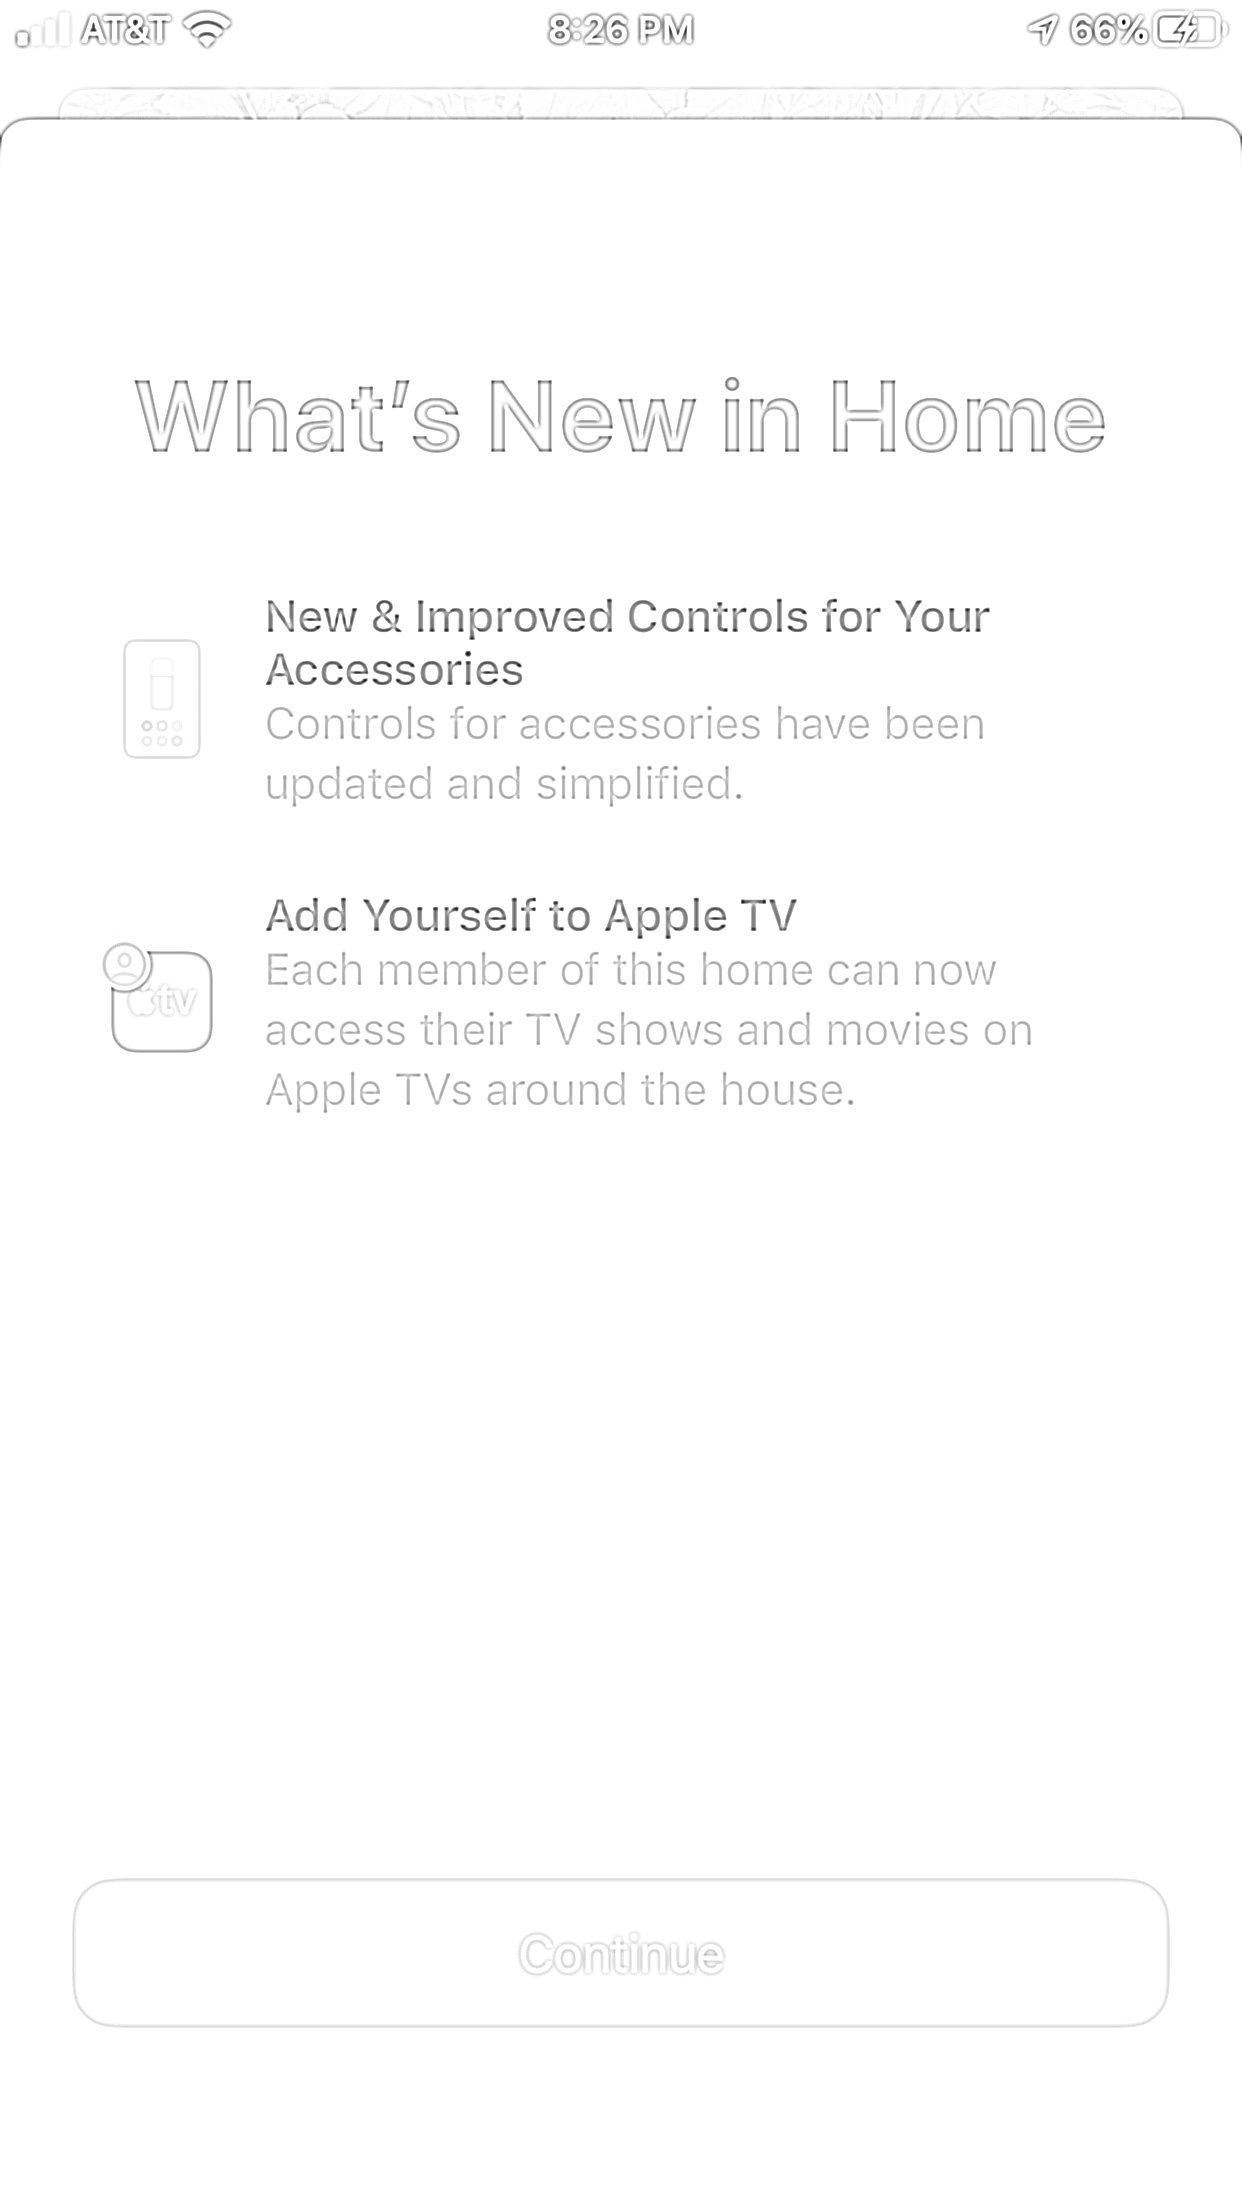 AT&T 8:26 PM 66%
What's New in Home
New & Improved Controls for Your
Accessories
Controls for accessories have been
updated and simplified.
Add Yourself to Apple TV
tv
Each member of this home can now
access their TV shows and movies on
Apple TVs around the house.
Continue